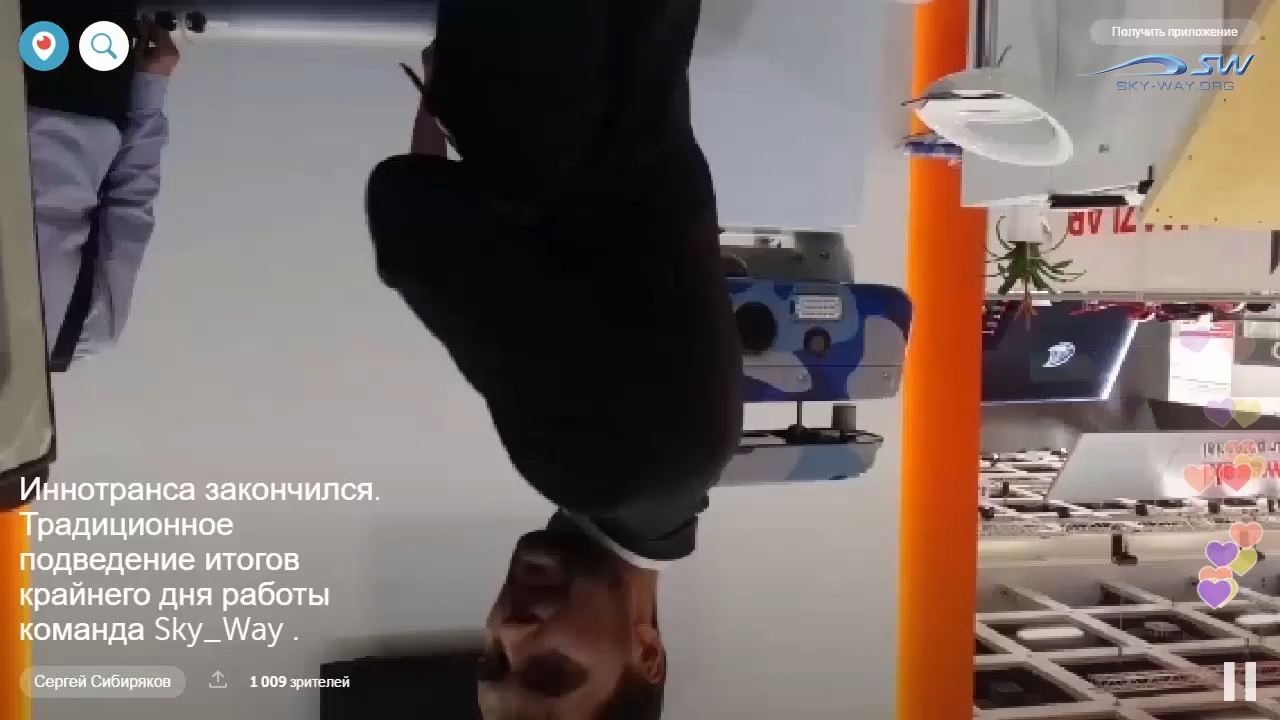 Получить приложение
SW
SKY-WAY.ORG
Иннотранса закончился.
Традиционное
подведение итогов
крайнего дня работы
команда Sky_Way .
Сергей Сибиряков
1 009 зрителей